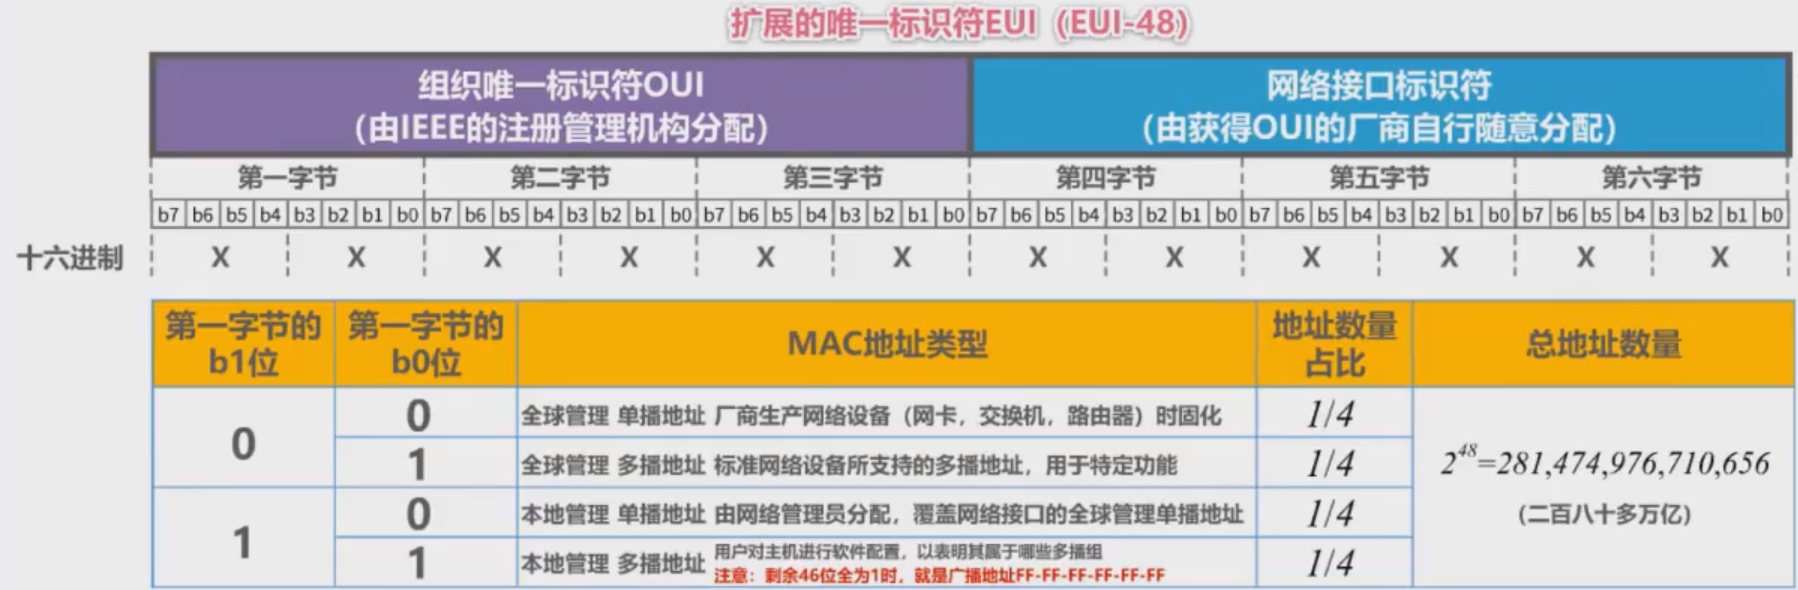 扩展的唯一标识符EUI（EUI-48）
组织唯一标识符OUI
（由IEEE的注册管理机构分配）
网络接口标识符
（由获得OUI的厂商自行随意分配）
第一字节 第二字节 第三字节 第四字节 第五字节 第六字节
b7 b6 b5 b4 b3 b2 b1 b0 b7 b6 b5 b4 b3 b2 b1 b0 b7 b6 b5 b4 b3 b2 b1 b0 b7 b6 b5 b4 b3 b2 b1 b0 b7 b6 b5 b4 b3 b2 b1 b0 b7 b6 b5 b4 b3 b2 b1 b0
十六进制 X X X X X X X X X X X X
第一字节的
b1位
第一字节的
b0位
MAC地址类型
地址数量
占比
总地址数量
0
0
全球管理 单播地址 厂商生产网络设备（网卡，交换机，路由器）时固化
1/4
1
全球管理 多播地址 标准网络设备所支持的多播地址，用于特定功能
1/4
1
0
本地管理 单播地址 由网络管理员分配，覆盖网络接口的全球管理单播地址
1/4
1
本地管理 多播地址
用户对主机进行软件配置，以表明其属于哪些多播组
注意：剩余46位全为1时，就是广播地址FF-FF-FF-FF-FF-FF
1/4
2^48=281,474,976,710,656
（二百八十多万亿）